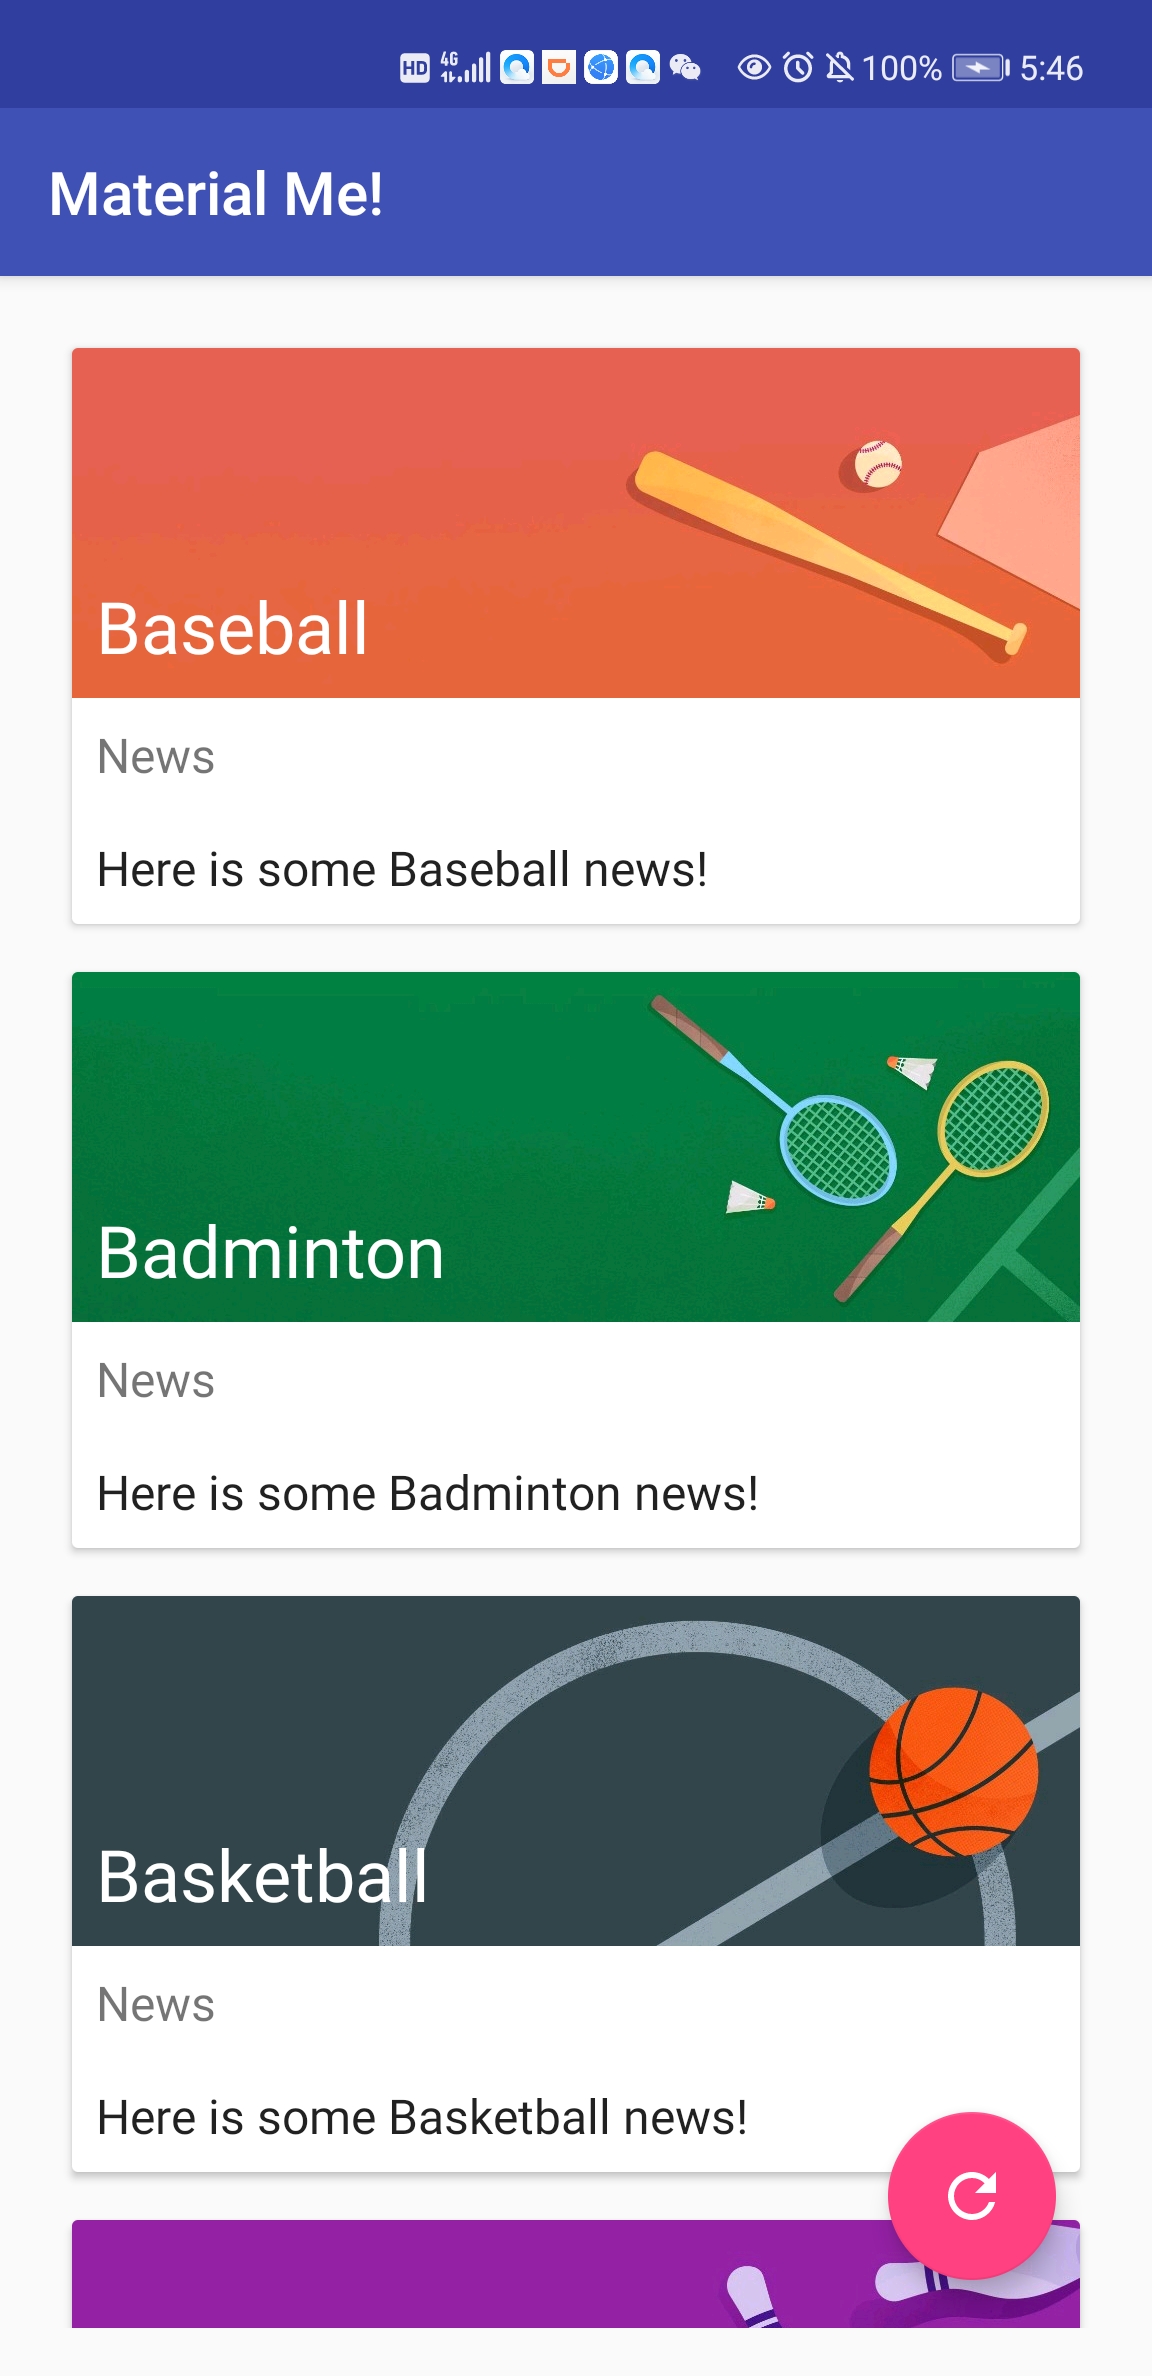 HD 4G 100% 5:46
Material Me!
Baseball
News
Here is some Baseball news!
Badminton
News
Here is some Badminton news!
Basketball
News
Here is some Basketball news!